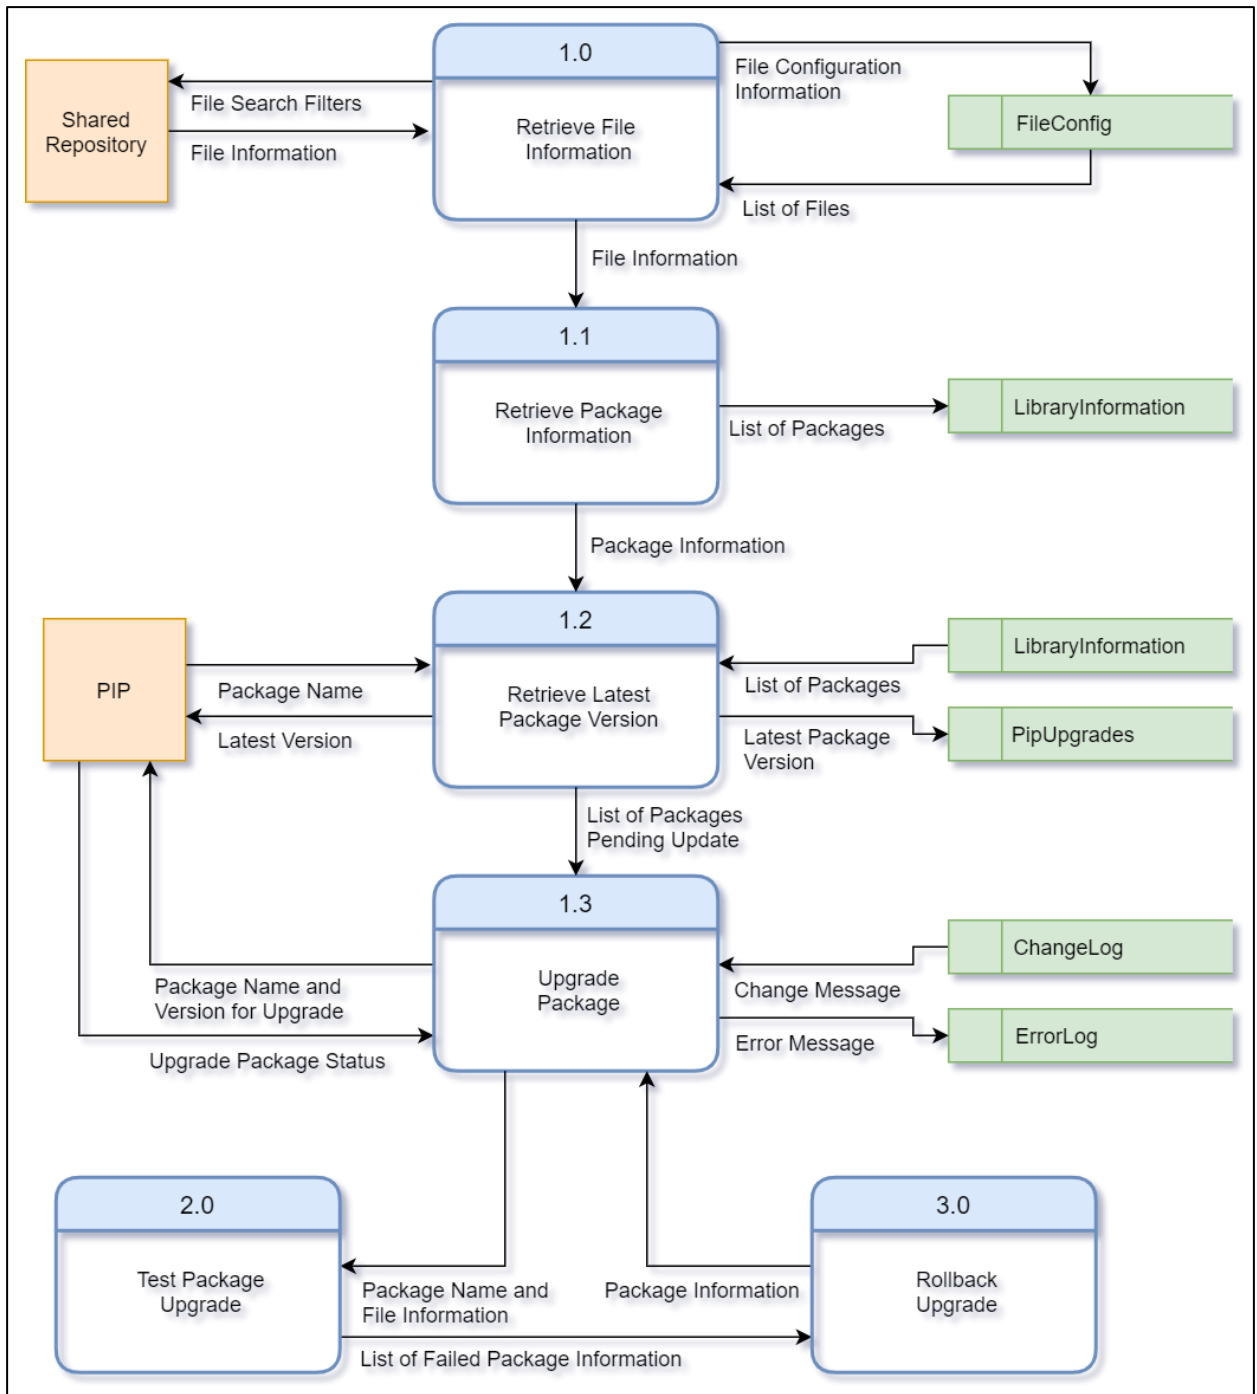 1.0
File Configuration
Information
File Search Filters
Shared
Repository
File Information
Retrieve File
Information
FileConfig
List of Files
File Information
1.1
Retrieve Package
Information
List of Packages
LibraryInformation
Package Information
1.2
PIP
Package Name
Latest Version
Retrieve Latest
Package Version
LibraryInformation
List of Packages
Latest Package
Version
PipUpgrades
List of Packages
Pending Update
1.3
Upgrade
Package
ChangeLog
Change Message
Error Message
ErrorLog
Package Name and
Version for Upgrade
Upgrade Package Status
2.0
Test Package
Upgrade
Package Name and
File Information
Package Information
3.0
Rollback
Upgrade
List of Failed Package Information